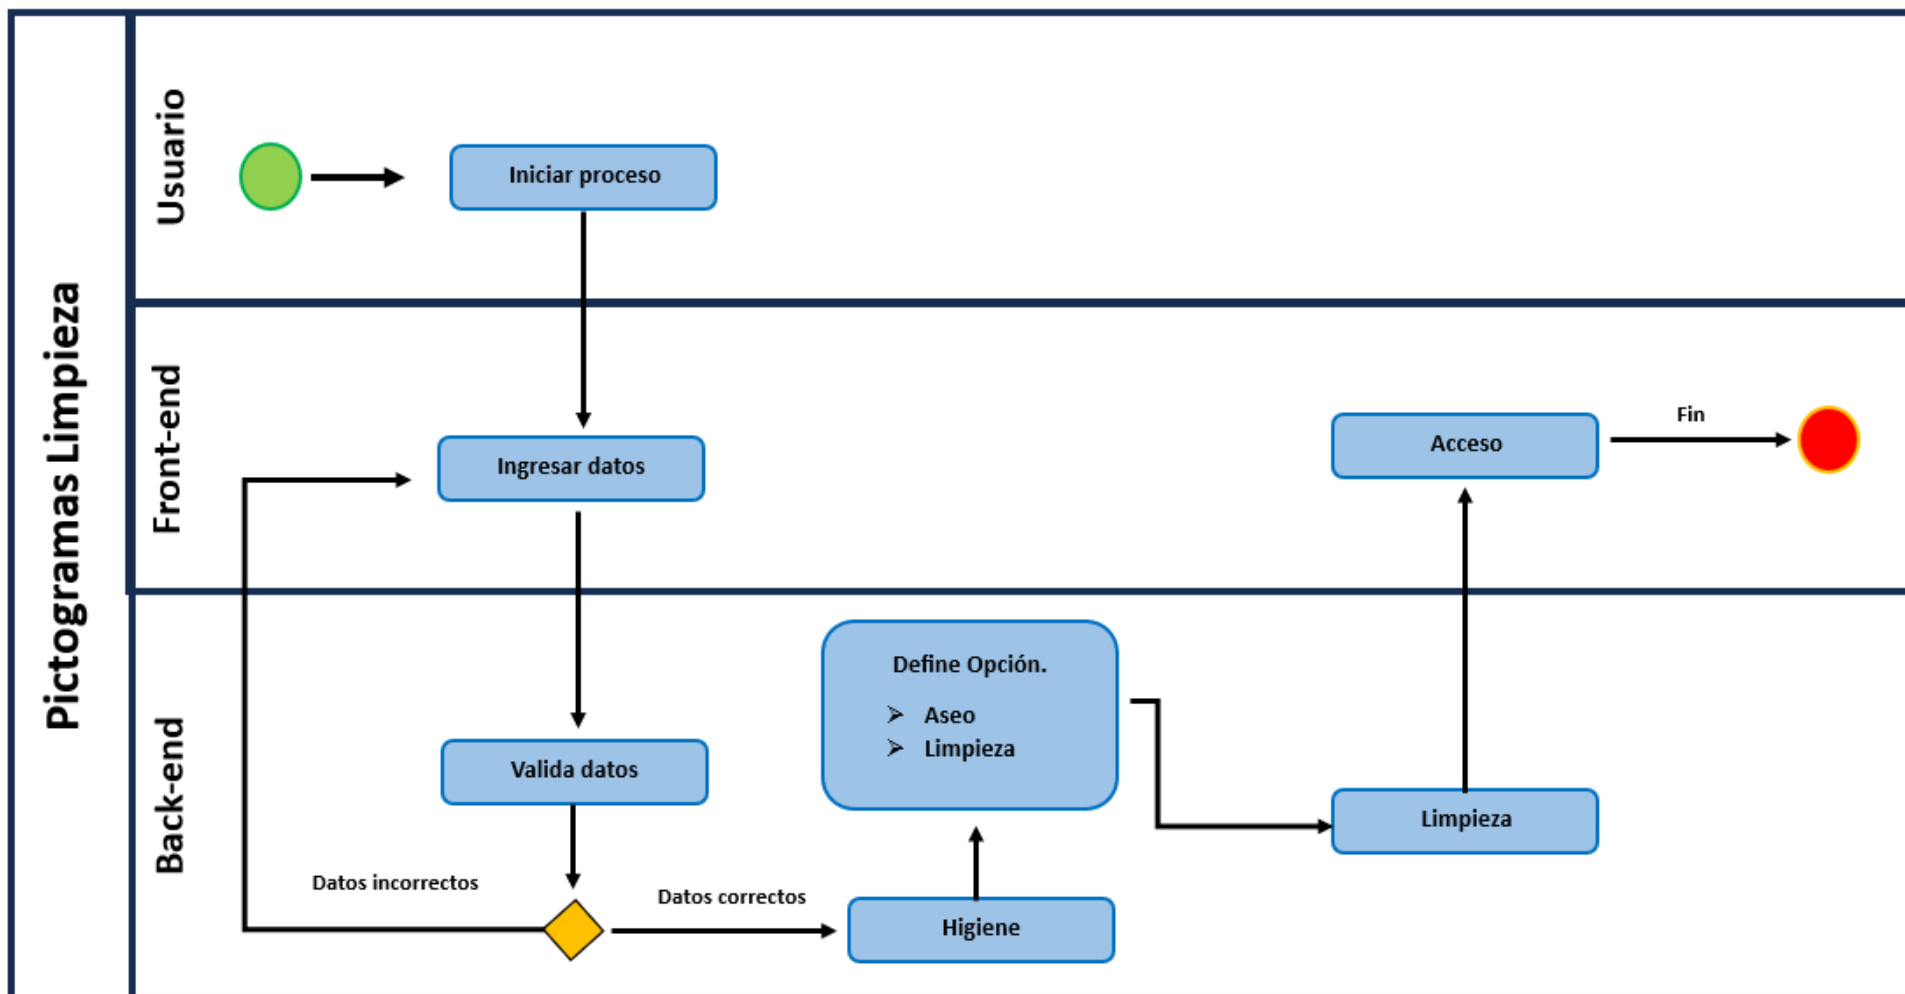 Pictogramas Limpieza
Usuario
Iniciar proceso
Front-end
Ingresar datos
Acceso
Fin
Back-end
Valida datos
Define Opción.
➢ Aseo
➢ Limpieza
Limpieza
Datos incorrectos
Datos correctos
Higiene